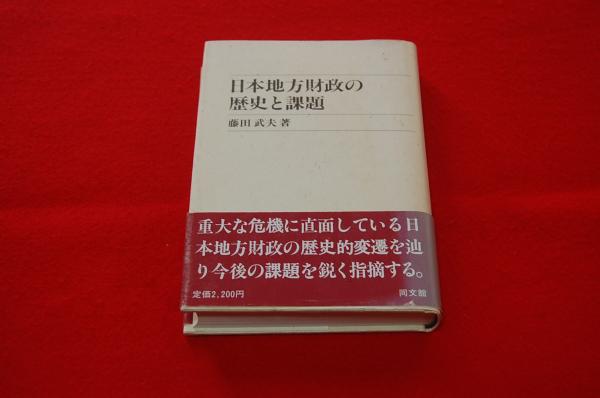 日本地方財政の
歴史と課題
藤田武夫著
重大な危機に直面している日
本地方財政の歴史的変遷を辿
り今後の課題を鋭く指摘する。
定価2,200円
同文舘